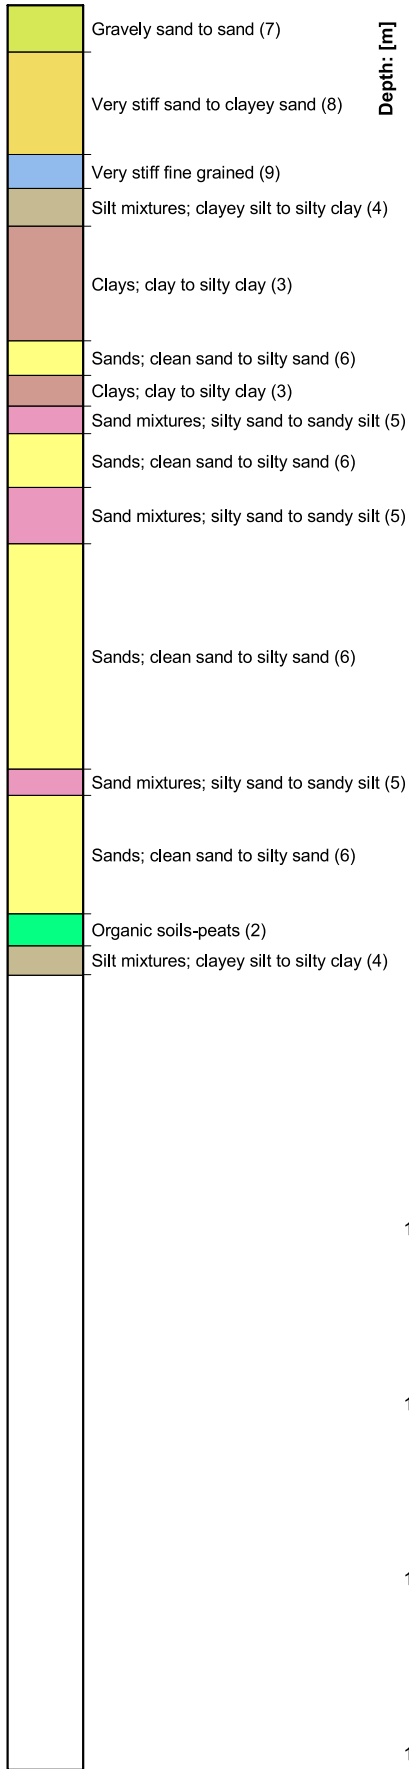 Depth: [m]
Gravely sand to sand (7)
Very stiff sand to clayey sand (8)
Very stiff fine grained (9)
Silt mixtures; clayey silt to silty clay (4)
Clays; clay to silty clay (3)
Sands; clean sand to silty sand (6)
Clays; clay to silty clay (3)
Sand mixtures; silty sand to sandy silt (5)
Sands; clean sand to silty sand (6)
Sand mixtures; silty sand to sandy silt (5)
Sands; clean sand to silty sand (6)
Sand mixtures; silty sand to sandy silt (5)
Sands; clean sand to silty sand (6)
Organic soils-peats (2)
Silt mixtures; clayey silt to silty clay (4)